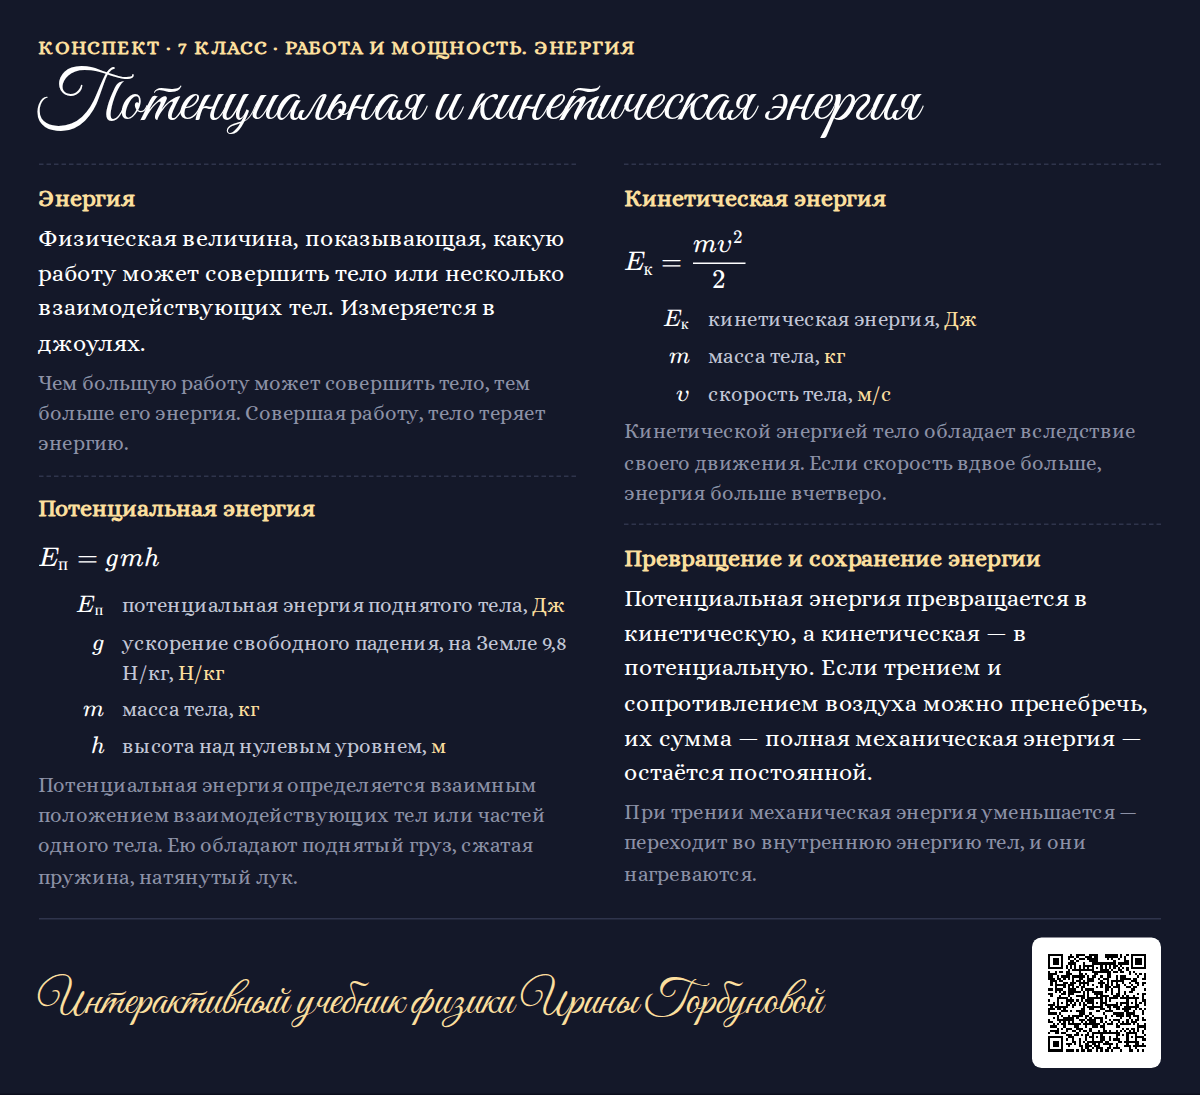 КОНСПЕКТ · 7 КЛАСС · РАБОТА И МОЩНОСТЬ. ЭНЕРГИЯ
Потенциальная и кинетическая энергия
Энергия
Физическая величина, показывающая, какую
работу может совершить тело или несколько
взаимодействующих тел. Измеряется в
джоулях.
Чем большую работу может совершить тело, тем
больше его энергия. Совершая работу, тело теряет
энергию.
Потенциальная энергия
Eп = gmh
Eп потенциальная энергия поднятого тела, Дж
g ускорение свободного падения, на Земле 9,8
Н/кг, Н/кг
m масса тела, кг
h высота над нулевым уровнем, м
Потенциальная энергия определяется взаимным
положением взаимодействующих тел или частей
одного тела. Ею обладают поднятый груз, сжатая
пружина, натянутый лук.
Кинетическая энергия
Eк = mv²/2
Eк кинетическая энергия, Дж
m масса тела, кг
v скорость тела, м/с
Кинетической энергией тело обладает вследствие
своего движения. Если скорость вдвое больше,
энергия больше вчетверо.
Превращение и сохранение энергии
Потенциальная энергия превращается в
кинетическую, а кинетическая — в
потенциальную. Если трением и
сопротивлением воздуха можно пренебречь,
их сумма — полная механическая энергия —
остаётся постоянной.
При трении механическая энергия уменьшается —
переходит во внутреннюю энергию тел, и они
нагреваются.
Интерактивный учебник физики Ирины Горбуновой